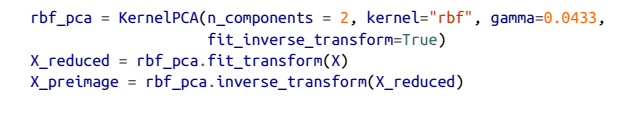 rbf_pca = KernelPCA(n_components = 2, kernel="rbf", gamma=0.0433,
fit_inverse_transform=True)
X_reduced = rbf_pca.fit_transform(X)
X_preimage = rbf_pca.inverse_transform(X_reduced)